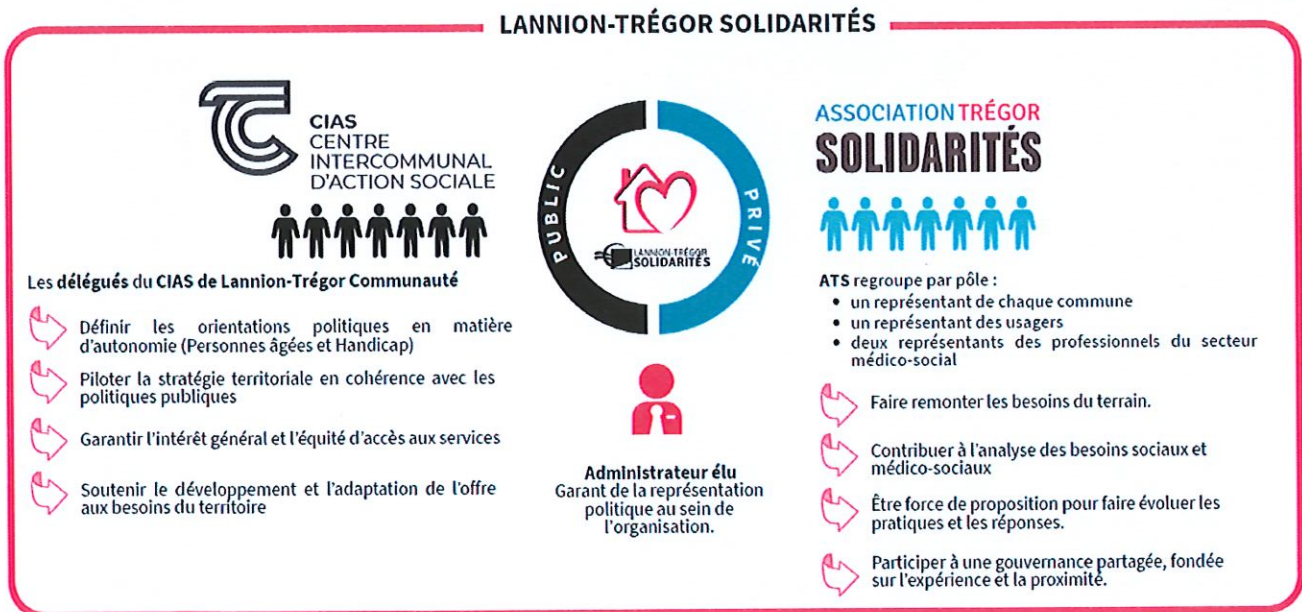 LANNION-TRÉGOR SOLIDARITÉS
CIAS
CENTRE
INTERCOMMUNAL
D'ACTION SOCIALE
Les délégués du CIAS de Lannion-Trégor Communauté
Définir les orientations politiques en matière
d'autonomie (Personnes âgées et Handicap)
Piloter la stratégie territoriale en cohérence avec les
politiques publiques
Garantir l'intérêt général et l'équité d'accès aux services
Soutenir le développement et l'adaptation de l'offre
aux besoins du territoire
PUBLIC
PRIVÉ
LANNION-TRÉGOR
SOLIDARITÉS
Administrateur élu
Garant de la représentation
politique au sein de
l'organisation.
ASSOCIATION TRÉGOR
SOLIDARITÉS
ATS regroupe par pôle :
• un représentant de chaque commune
• un représentant des usagers
• deux représentants des professionnels du secteur
médico-social
Faire remonter les besoins du terrain.
Contribuer à l'analyse des besoins sociaux et
médico-sociaux
Être force de proposition pour faire évoluer les
pratiques et les réponses.
Participer à une gouvernance partagée, fondée
sur l'expérience et la proximité.